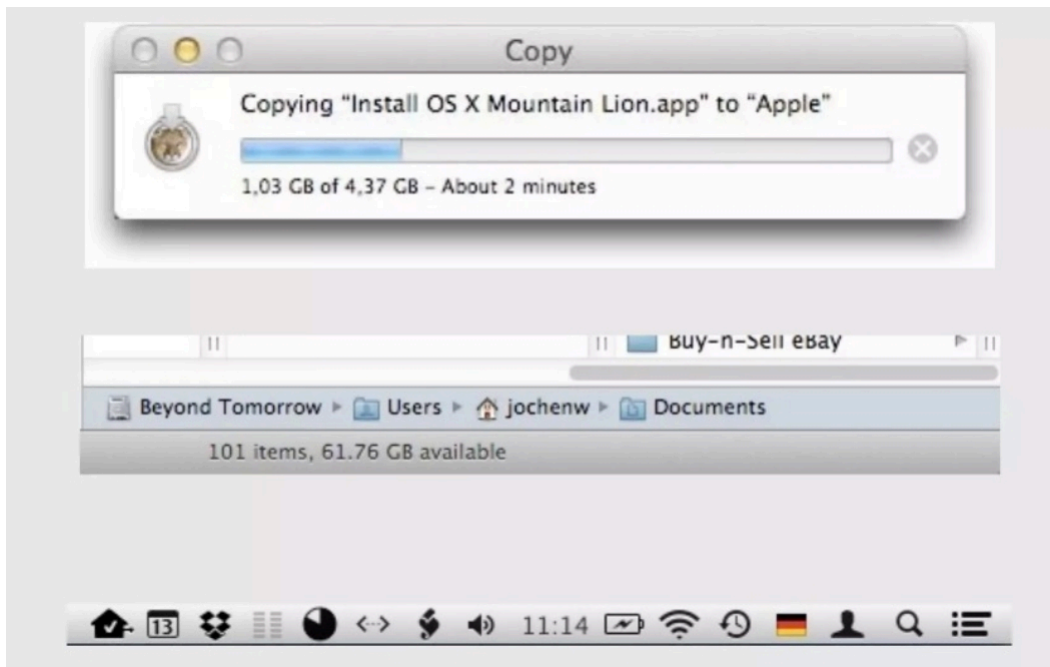 Copy
Copying “Install OS X Mountain Lion.app” to “Apple”
1,03 GB of 4,37 GB – About 2 minutes
Buy-n-Sell eBay
Beyond Tomorrow Users jochenw Documents
101 items, 61.76 GB available
13 11:14